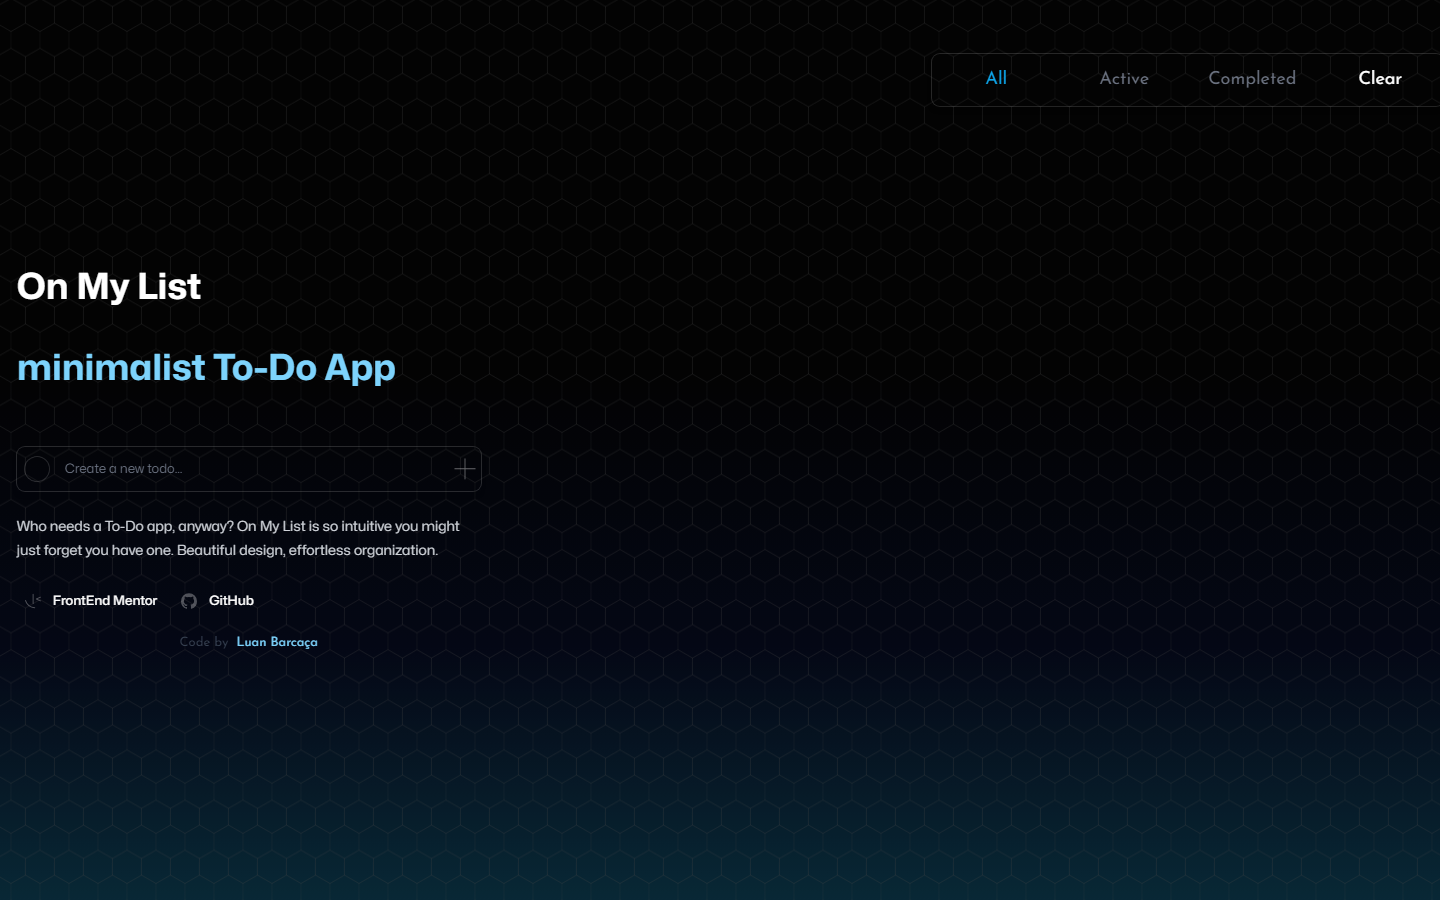 All Active Completed Clear
On My List
minimalist To-Do App
Create a new todo...
Who needs a To-Do app, anyway? On My List is so intuitive you might
just forget you have one. Beautiful design, effortless organization.
FrontEnd Mentor GitHub
Code by Luan Barcaça